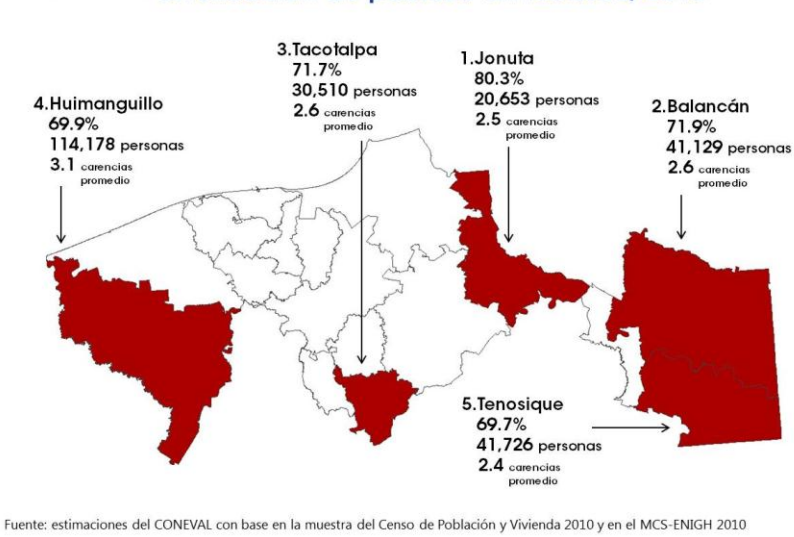 3.Tacotalpa
71.7%
30,510 personas
2.6 carencias
promedio
1.Jonuta
80.3%
20,653 personas
2.5 carencias
promedio
4.Huimanguillo
69.9%
114,178 personas
3.1 carencias
promedio
2.Balancán
71.9%
41,129 personas
2.6 carencias
promedio
5.Tenosique
69.7%
41,726 personas
2.4 carencias
promedio
Fuente: estimaciones del CONEVAL con base en la muestra del Censo de Población y Vivienda 2010 y en el MCS-ENIGH 2010